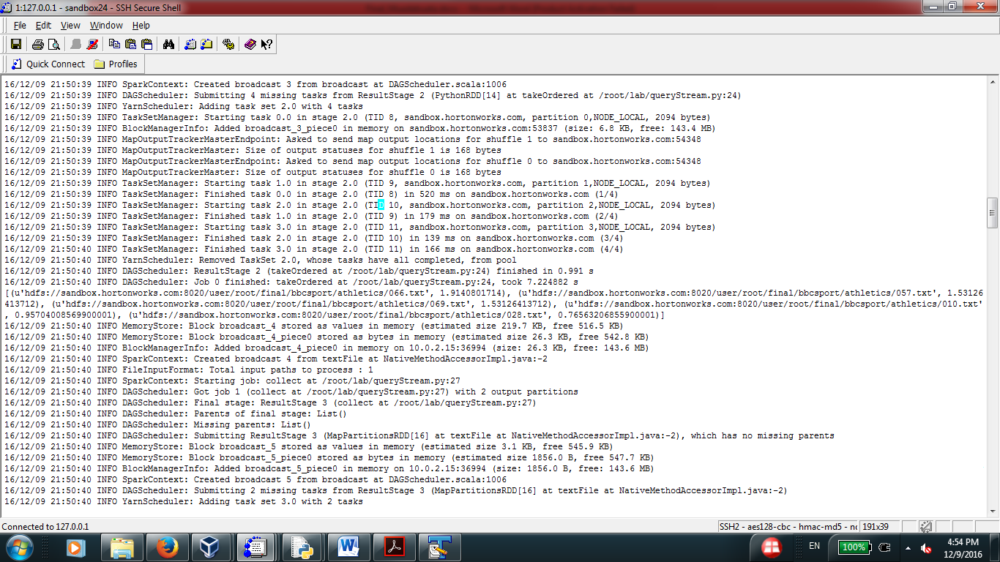 1:127.0.0.1 - sandbox24 - SSH Secure Shell
File Edit View Window Help
Quick Connect Profiles
16/12/09 21:50:39 INFO SparkContext: Created broadcast 3 from broadcast at DAGScheduler.scala:1006
16/12/09 21:50:39 INFO DAGScheduler: Submitting 4 missing tasks from ResultStage 2 (PythonRDD[14] at takeOrdered at /root/lab/queryStream.py:24)
16/12/09 21:50:39 INFO YarnScheduler: Adding task set 2.0 with 4 tasks
16/12/09 21:50:39 INFO TaskSetManager: Starting task 0.0 in stage 2.0 (TID 8, sandbox.hortonworks.com, partition 0,NODE_LOCAL, 2094 bytes)
16/12/09 21:50:39 INFO BlockManagerInfo: Added broadcast_3_piece0 in memory on sandbox.hortonworks.com:53837 (size: 6.8 KB, free: 143.4 MB)
16/12/09 21:50:39 INFO MapOutputTrackerMasterEndpoint: Asked to send map output locations for shuffle 1 to sandbox.hortonworks.com:54348
16/12/09 21:50:39 INFO MapOutputTrackerMaster: Size of output statuses for shuffle 1 is 168 bytes
16/12/09 21:50:39 INFO MapOutputTrackerMasterEndpoint: Asked to send map output locations for shuffle 0 to sandbox.hortonworks.com:54348
16/12/09 21:50:39 INFO MapOutputTrackerMaster: Size of output statuses for shuffle 0 is 168 bytes
16/12/09 21:50:39 INFO TaskSetManager: Starting task 1.0 in stage 2.0 (TID 9, sandbox.hortonworks.com, partition 1,NODE_LOCAL, 2094 bytes)
16/12/09 21:50:39 INFO TaskSetManager: Finished task 0.0 in stage 2.0 (TID 8) in 520 ms on sandbox.hortonworks.com (1/4)
16/12/09 21:50:39 INFO TaskSetManager: Starting task 2.0 in stage 2.0 (TID 10, sandbox.hortonworks.com, partition 2,NODE_LOCAL, 2094 bytes)
16/12/09 21:50:39 INFO TaskSetManager: Finished task 1.0 in stage 2.0 (TID 9) in 179 ms on sandbox.hortonworks.com (2/4)
16/12/09 21:50:39 INFO TaskSetManager: Starting task 3.0 in stage 2.0 (TID 11, sandbox.hortonworks.com, partition 3,NODE_LOCAL, 2094 bytes)
16/12/09 21:50:39 INFO TaskSetManager: Finished task 2.0 in stage 2.0 (TID 10) in 139 ms on sandbox.hortonworks.com (3/4)
16/12/09 21:50:40 INFO TaskSetManager: Finished task 3.0 in stage 2.0 (TID 11) in 166 ms on sandbox.hortonworks.com (4/4)
16/12/09 21:50:40 INFO YarnScheduler: Removed TaskSet 2.0, whose tasks have all completed, from pool
16/12/09 21:50:40 INFO DAGScheduler: ResultStage 2 (takeOrdered at /root/lab/queryStream.py:24) finished in 0.991 s
16/12/09 21:50:40 INFO DAGScheduler: Job 0 finished: takeOrdered at /root/lab/queryStream.py:24, took 7.224882 s
[(u'hdfs://sandbox.hortonworks.com:8020/user/root/final/bbcsport/athletics/066.txt', 1.9140801714), (u'hdfs://sandbox.hortonworks.com:8020/user/root/final/bbcsport/athletics/057.txt', 1.53126
413712), (u'hdfs://sandbox.hortonworks.com:8020/user/root/final/bbcsport/athletics/069.txt', 1.53126413712), (u'hdfs://sandbox.hortonworks.com:8020/user/root/final/bbcsport/athletics/010.txt'
, 0.95704008569900001), (u'hdfs://sandbox.hortonworks.com:8020/user/root/final/bbcsport/athletics/028.txt', 0.76563206855900001)]
16/12/09 21:50:40 INFO MemoryStore: Block broadcast_4 stored as values in memory (estimated size 219.7 KB, free 516.5 KB)
16/12/09 21:50:40 INFO MemoryStore: Block broadcast_4_piece0 stored as bytes in memory (estimated size 26.3 KB, free 542.8 KB)
16/12/09 21:50:40 INFO BlockManagerInfo: Added broadcast_4_piece0 in memory on 10.0.2.15:36994 (size: 26.3 KB, free: 143.6 MB)
16/12/09 21:50:40 INFO SparkContext: Created broadcast 4 from textFile at NativeMethodAccessorImpl.java:-2
16/12/09 21:50:40 INFO FileInputFormat: Total input paths to process : 1
16/12/09 21:50:40 INFO SparkContext: Starting job: collect at /root/lab/queryStream.py:27
16/12/09 21:50:40 INFO DAGScheduler: Got job 1 (collect at /root/lab/queryStream.py:27) with 2 output partitions
16/12/09 21:50:40 INFO DAGScheduler: Final stage: ResultStage 3 (collect at /root/lab/queryStream.py:27)
16/12/09 21:50:40 INFO DAGScheduler: Parents of final stage: List()
16/12/09 21:50:40 INFO DAGScheduler: Missing parents: List()
16/12/09 21:50:40 INFO DAGScheduler: Submitting ResultStage 3 (MapPartitionsRDD[16] at textFile at NativeMethodAccessorImpl.java:-2), which has no missing parents
16/12/09 21:50:40 INFO MemoryStore: Block broadcast_5 stored as values in memory (estimated size 3.1 KB, free 545.9 KB)
16/12/09 21:50:40 INFO MemoryStore: Block broadcast_5_piece0 stored as bytes in memory (estimated size 1856.0 B, free 547.7 KB)
16/12/09 21:50:40 INFO BlockManagerInfo: Added broadcast_5_piece0 in memory on 10.0.2.15:36994 (size: 1856.0 B, free: 143.6 MB)
16/12/09 21:50:40 INFO SparkContext: Created broadcast 5 from broadcast at DAGScheduler.scala:1006
16/12/09 21:50:40 INFO DAGScheduler: Submitting 2 missing tasks from ResultStage 3 (MapPartitionsRDD[16] at textFile at NativeMethodAccessorImpl.java:-2)
16/12/09 21:50:40 INFO YarnScheduler: Adding task set 3.0 with 2 tasks
Connected to 127.0.0.1 SSH2 - aes128-cbc - hmac-md5 - 191x39
EN 100% 4:54 PM
12/9/2016